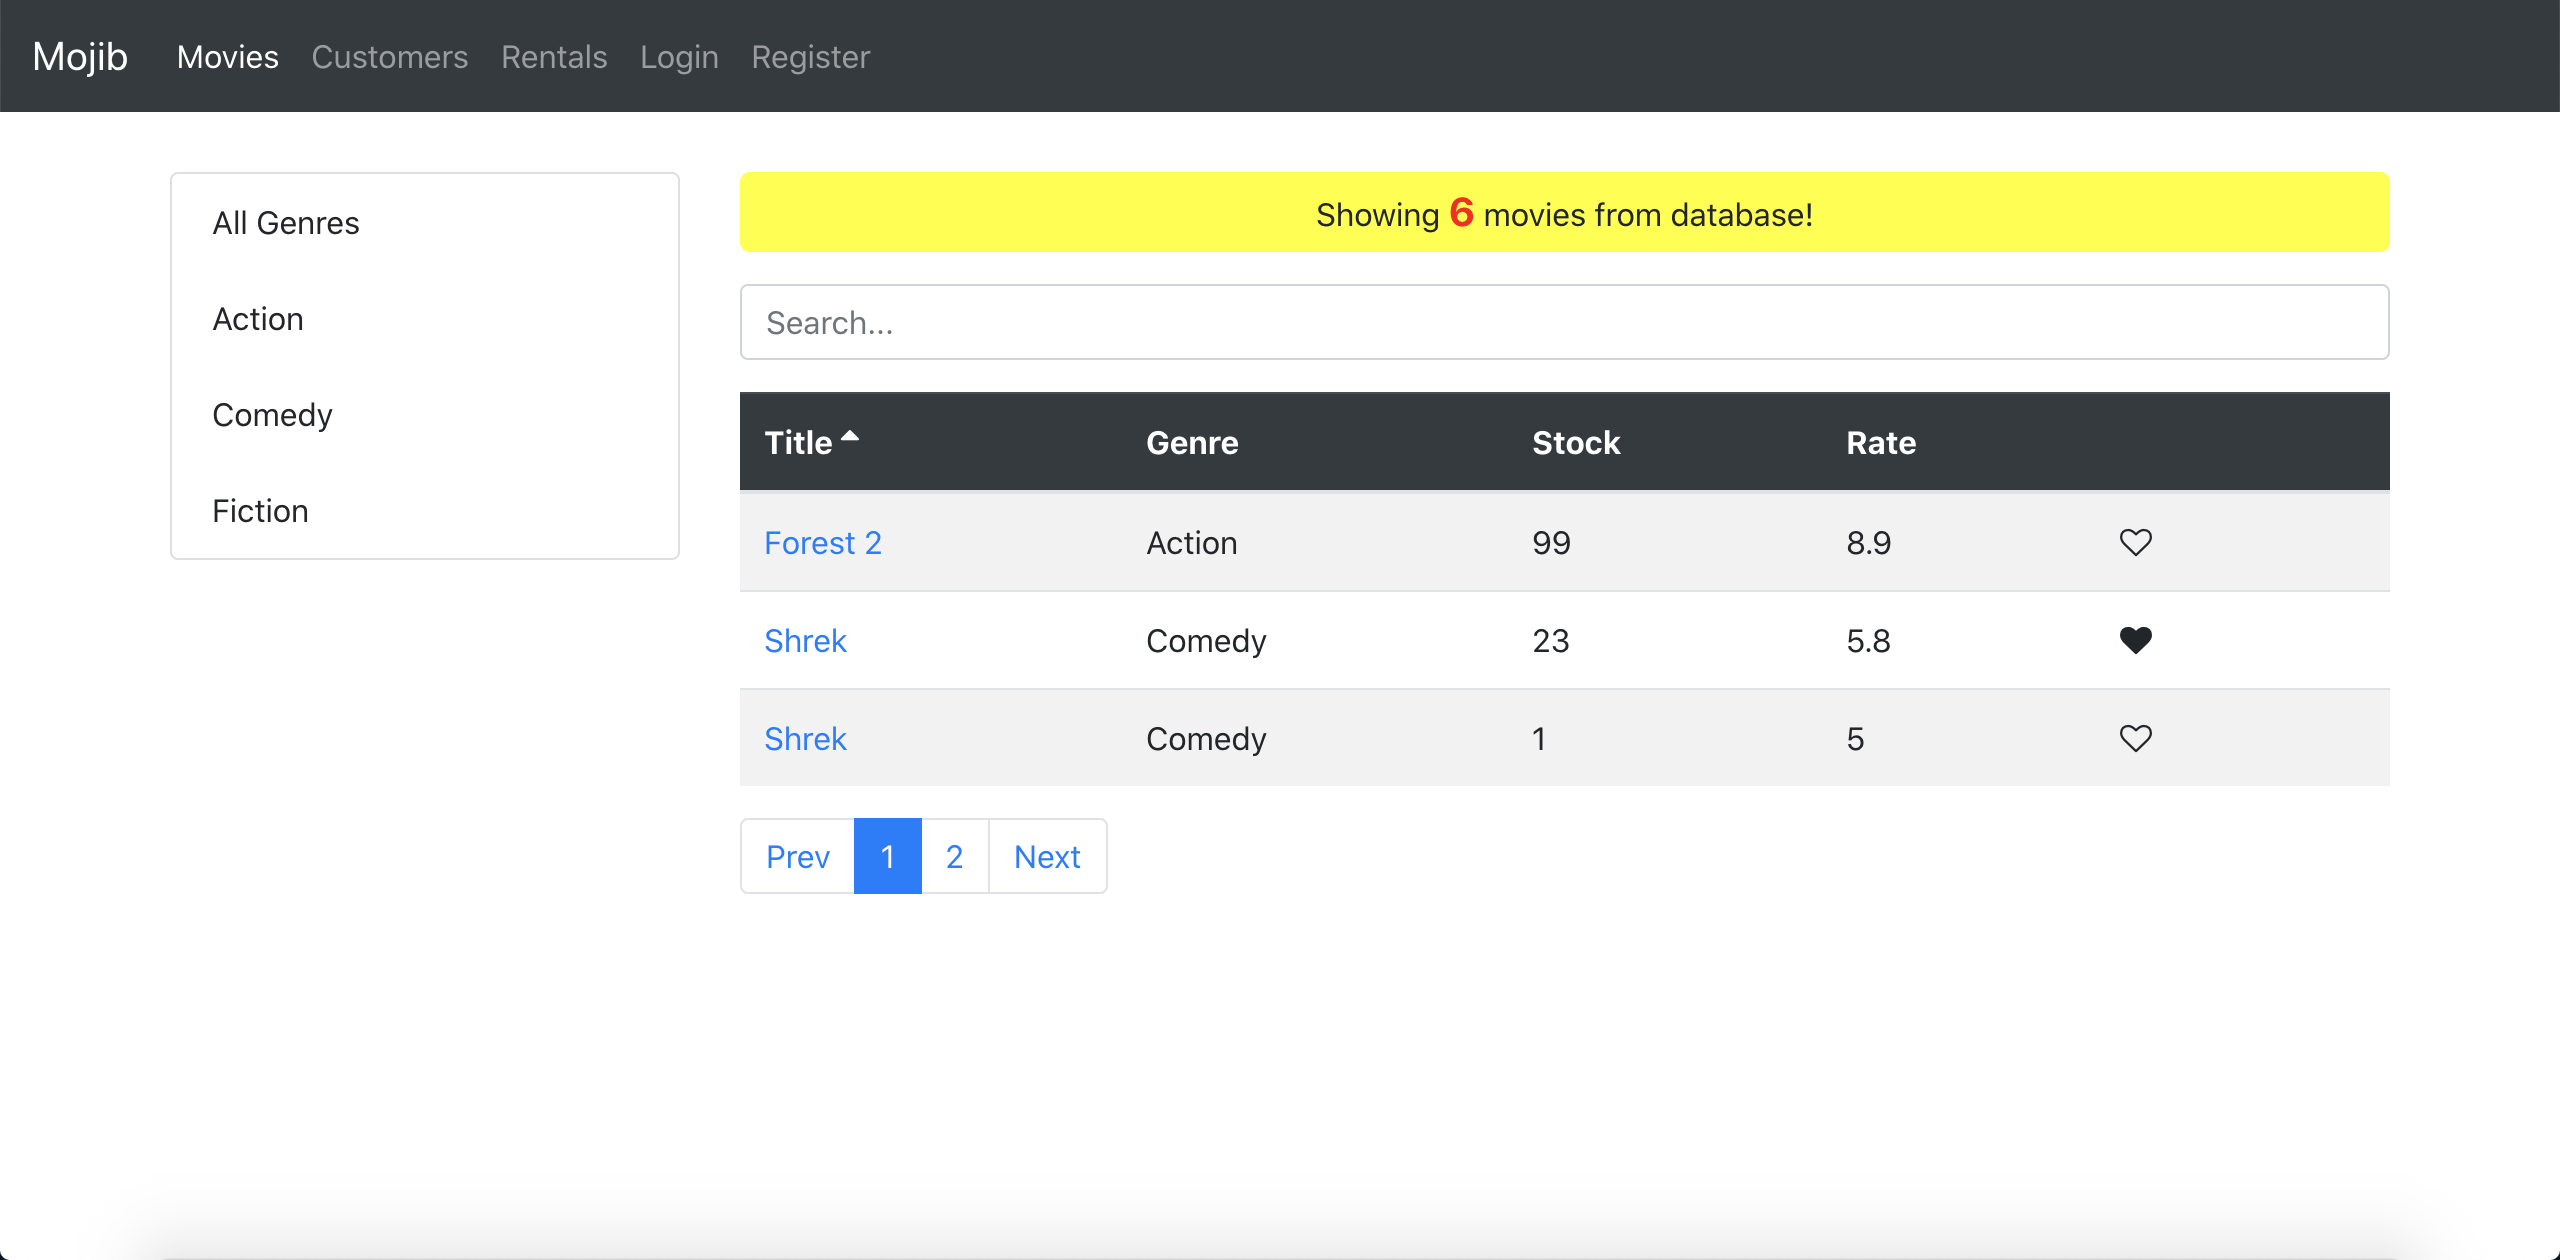 Mojib Movies Customers Rentals Login Register
All Genres
Action
Comedy
Fiction
Showing 6 movies from database!
Search...
Title Genre Stock Rate
Forest 2 Action 99 8.9
Shrek Comedy 23 5.8
Shrek Comedy 1 5
Prev 1 2 Next